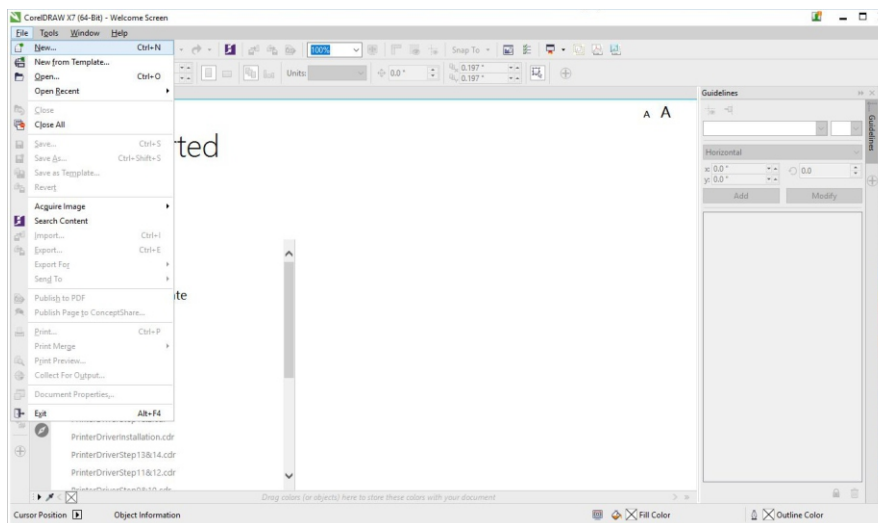 CorelDRAW X7 (64-Bit) - Welcome Screen
File Tools Window Help
New... Ctrl+N
New from Template...
Open... Ctrl+O
Open Recent
Close
Close All
Save... Ctrl+S
Save As... Ctrl+Shift+S
Save as Template...
Revert
Acquire Image
Search Content
Import... Ctrl+I
Export... Ctrl+E
Export For
Send To
Publish to PDF
Publish Page to ConceptShare...
Print... Ctrl+P
Print Merge
Print Preview...
Collect For Output...
Document Properties...
Exit Alt+F4
100% Snap To
Units: 0.0 ° 0.197 "
0.197 "
rted
A A
ate
PrinterDriverInstallation.cdr
PrinterDriverStep13&14.cdr
PrinterDriverStep11&12.cdr
Guidelines
Guidelines
Horizontal
x: 0.0 " 0.0
y: 0.0 "
Add Modify
Drag colors (or objects) here to store these colors with your document
Cursor Position Object Information Fill Color Outline Color